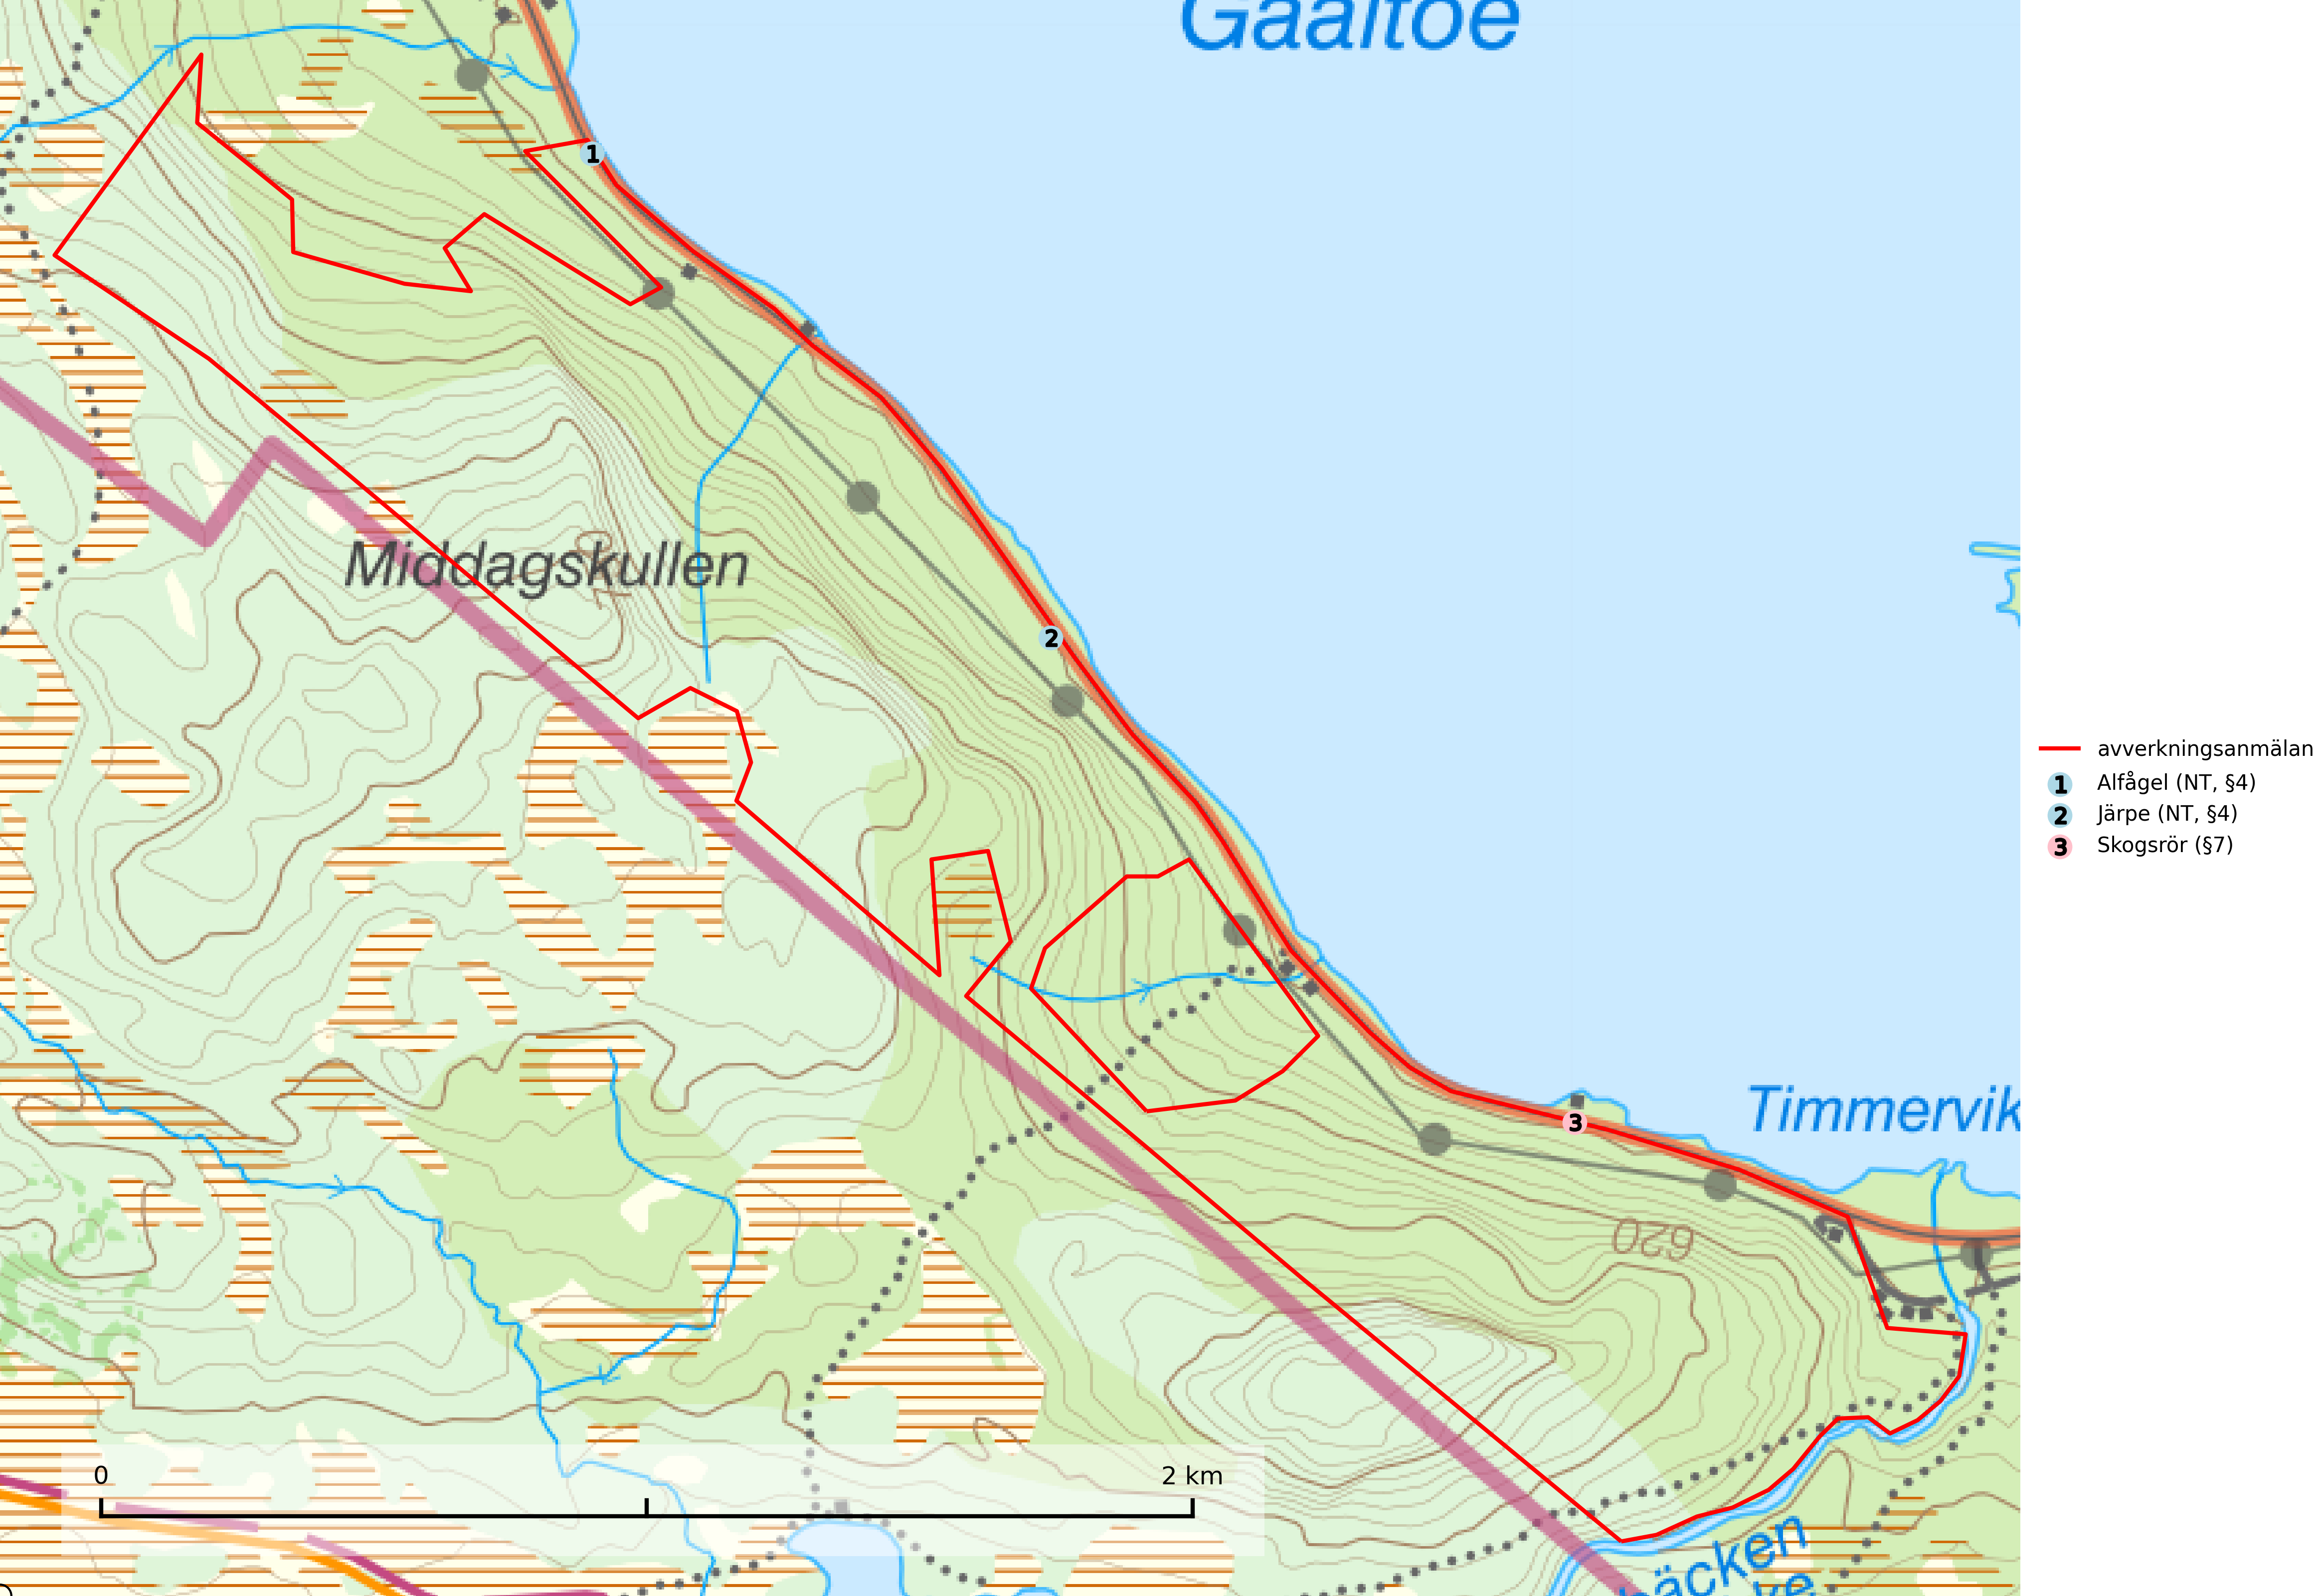 Gaaltoe
1
2
Middagskullen
avverkningsanmälan
1 Alfågel (NT, §4)
2 Järpe (NT, §4)
3 Skogsrör (§7)
Timmervik
3
620
0
2 km
bäcken